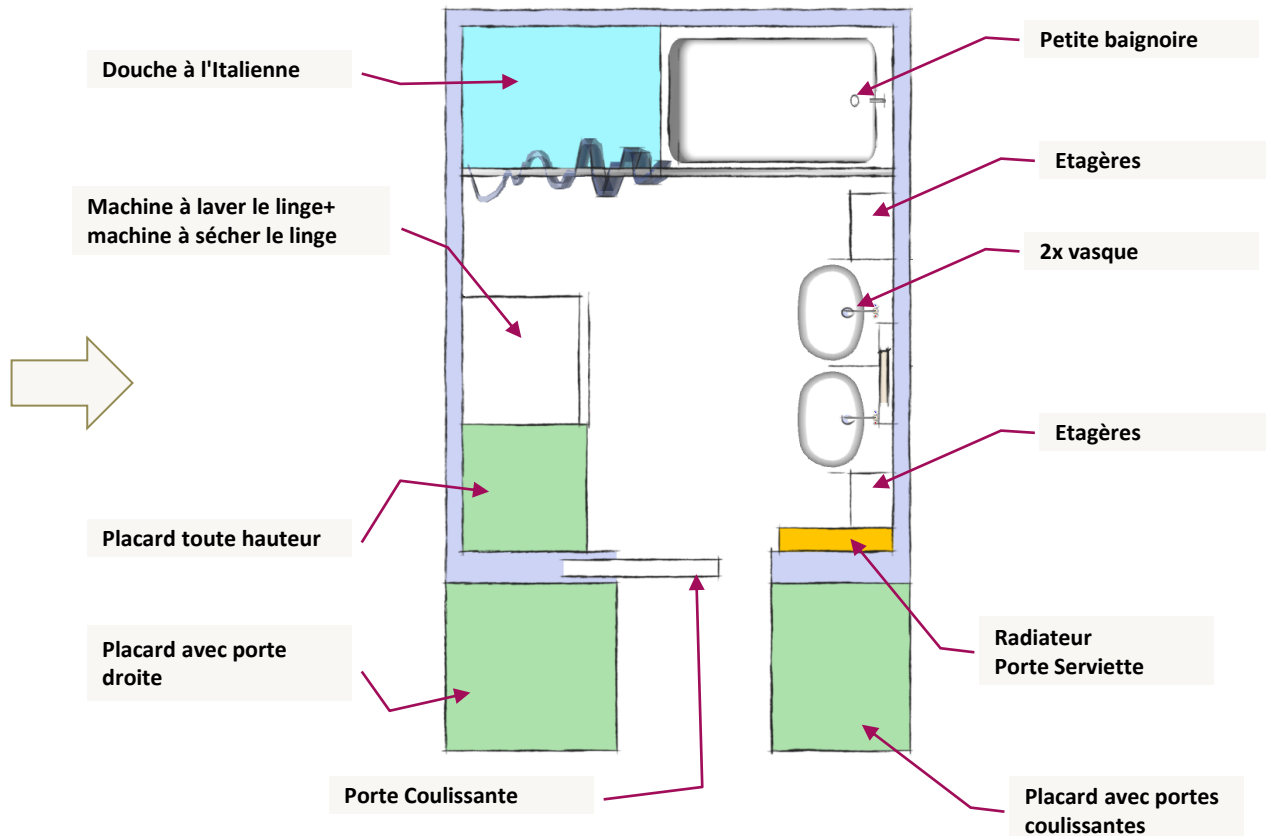 Douche à l'Italienne
Machine à laver le linge+
machine à sécher le linge
Placard toute hauteur
Placard avec porte
droite
Porte Coulissante
Petite baignoire
Etagères
2x vasque
Etagères
Radiateur
Porte Serviette
Placard avec portes
coulissantes